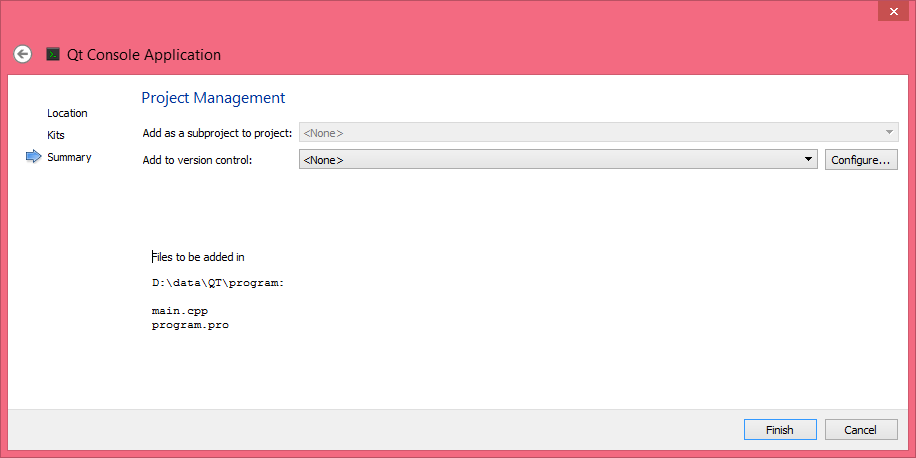 Qt Console Application
Location
Kits
Summary
Project Management
Add as a subproject to project: <None>
Add to version control: <None> Configure...
Files to be added in
D:\data\QT\program:
main.cpp
program.pro
Finish Cancel